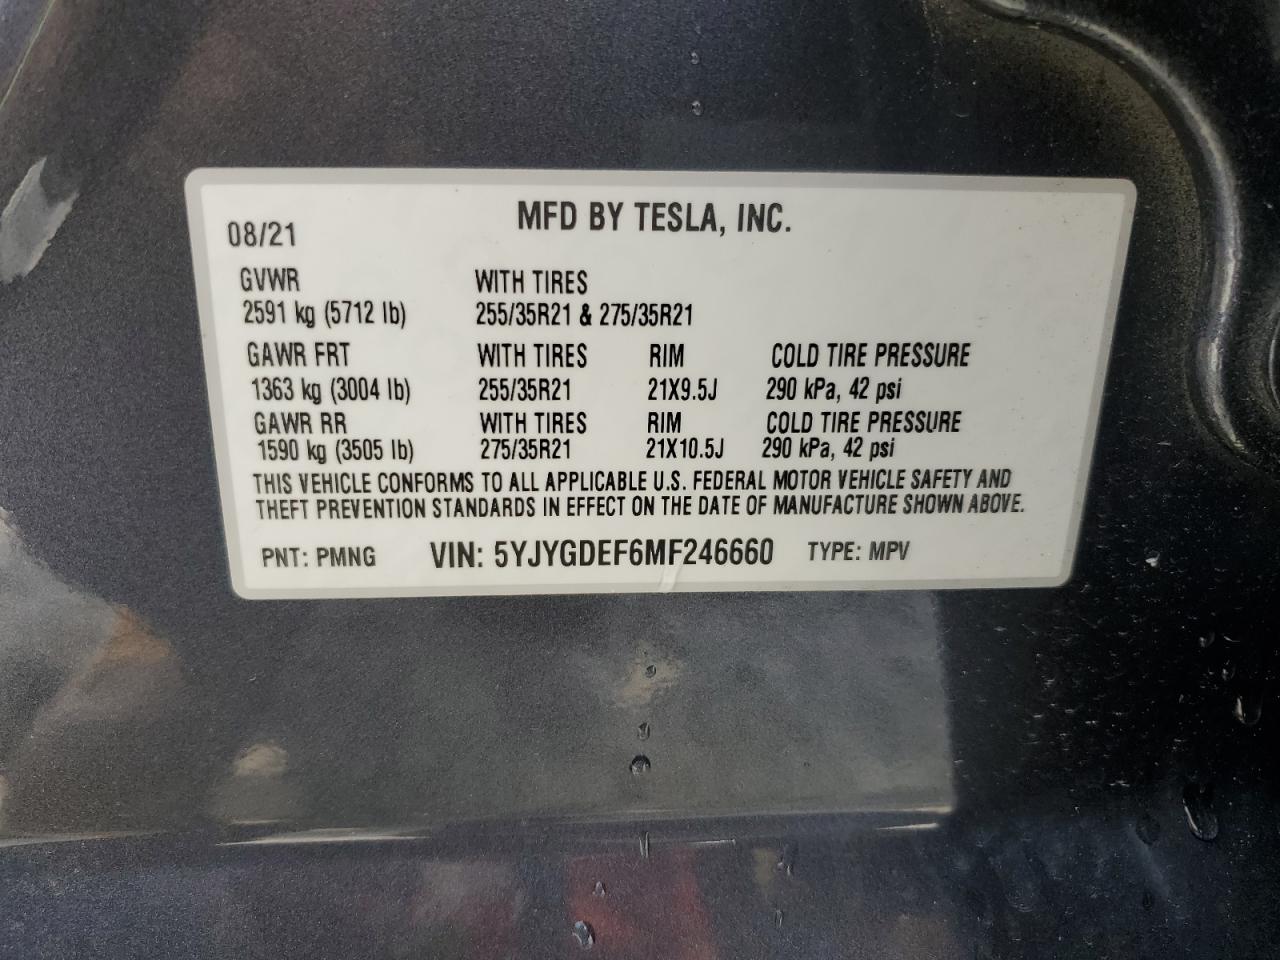 MFD BY TESLA, INC.
08/21
GVWR WITH TIRES
2591 kg (5712 lb) 255/35R21 & 275/35R21
GAWR FRT WITH TIRES RIM COLD TIRE PRESSURE
1363 kg (3004 lb) 255/35R21 21X9.5J 290 kPa, 42 psi
GAWR RR WITH TIRES RIM COLD TIRE PRESSURE
1590 kg (3505 lb) 275/35R21 21X10.5J 290 kPa, 42 psi
THIS VEHICLE CONFORMS TO ALL APPLICABLE U.S. FEDERAL MOTOR VEHICLE SAFETY AND
THEFT PREVENTION STANDARDS IN EFFECT ON THE DATE OF MANUFACTURE SHOWN ABOVE.
PNT: PMNG VIN: 5YJYGDEF6MF246660 TYPE: MPV